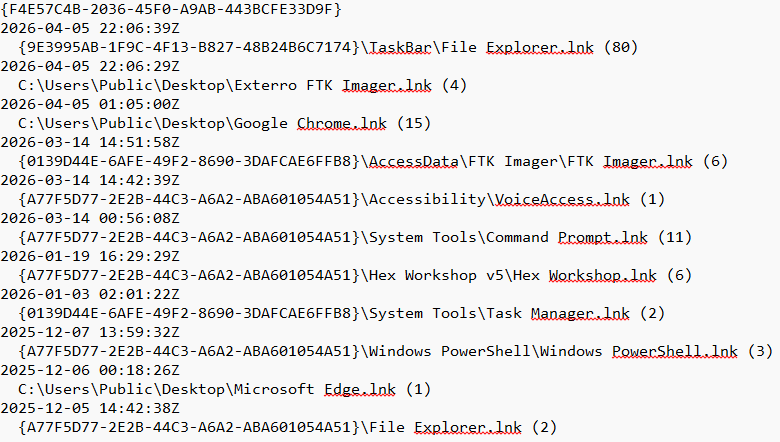 {F4E57C4B-2036-45F0-A9AB-443BCFE33D9F}
2026-04-05 22:06:39Z
{9E3995AB-1F9C-4F13-B827-48B24B6C7174}\TaskBar\File Explorer.lnk (80)
2026-04-05 22:06:29Z
C:\Users\Public\Desktop\Exterro FTK Imager.lnk (4)
2026-04-05 01:05:00Z
C:\Users\Public\Desktop\Google Chrome.lnk (15)
2026-03-14 14:51:58Z
{0139D44E-6AFE-49F2-8690-3DAFCAE6FFB8}\AccessData\FTK Imager\FTK Imager.lnk (6)
2026-03-14 14:42:39Z
{A77F5D77-2E2B-44C3-A6A2-ABA601054A51}\Accessibility\VoiceAccess.lnk (1)
2026-03-14 00:56:08Z
{A77F5D77-2E2B-44C3-A6A2-ABA601054A51}\System Tools\Command Prompt.lnk (11)
2026-01-19 16:29:29Z
{A77F5D77-2E2B-44C3-A6A2-ABA601054A51}\Hex Workshop v5\Hex Workshop.lnk (6)
2026-01-03 02:01:22Z
{0139D44E-6AFE-49F2-8690-3DAFCAE6FFB8}\System Tools\Task Manager.lnk (2)
2025-12-07 13:59:32Z
{A77F5D77-2E2B-44C3-A6A2-ABA601054A51}\Windows PowerShell\Windows PowerShell.lnk (3)
2025-12-06 00:18:26Z
C:\Users\Public\Desktop\Microsoft Edge.lnk (1)
2025-12-05 14:42:38Z
{A77F5D77-2E2B-44C3-A6A2-ABA601054A51}\File Explorer.lnk (2)